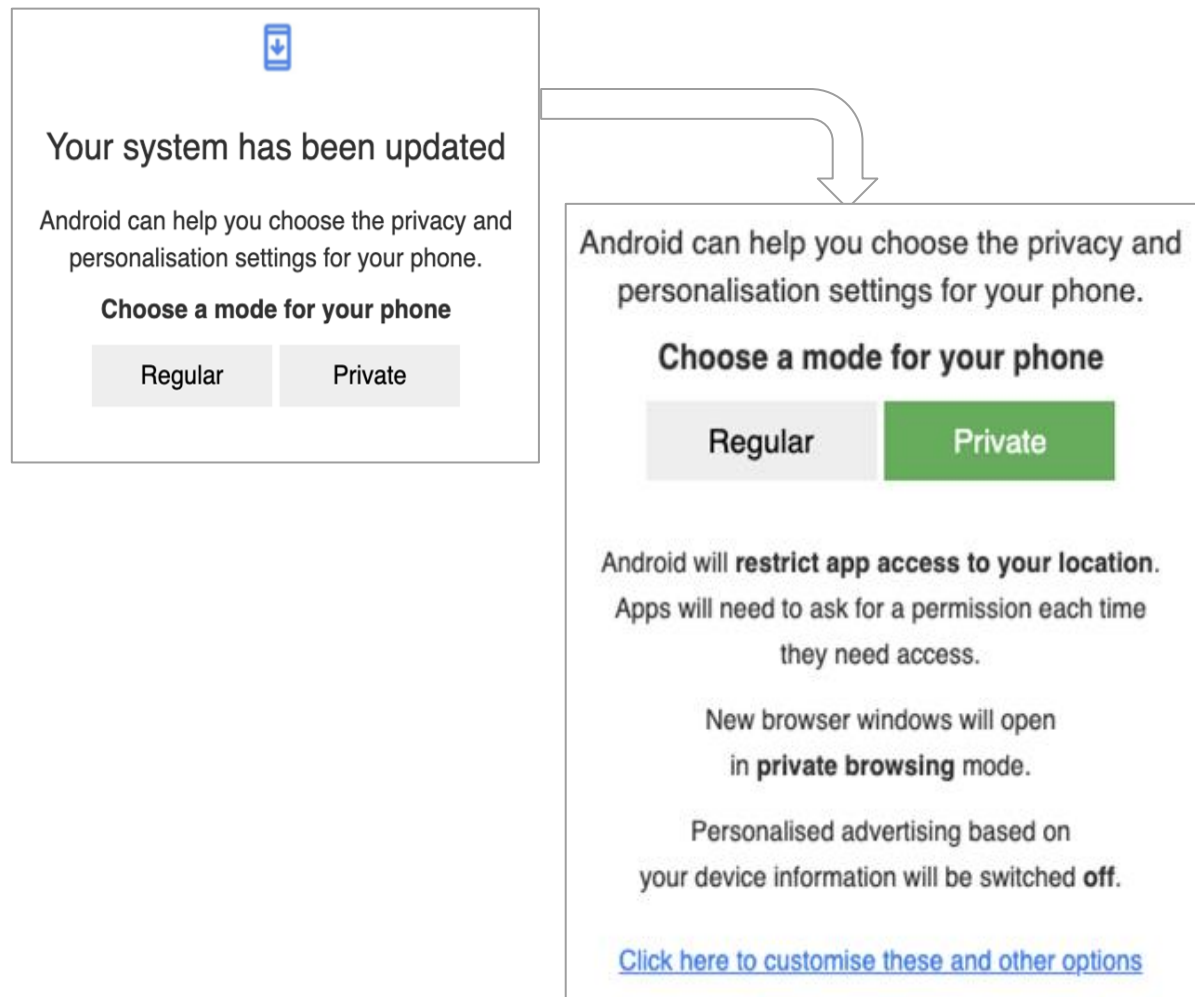 Your system has been updated
Android can help you choose the privacy and
personalisation settings for your phone.
Choose a mode for your phone
Regular
Private
Android can help you choose the privacy and
personalisation settings for your phone.
Choose a mode for your phone
Regular
Private
Android will restrict app access to your location.
Apps will need to ask for a permission each time
they need access.
New browser windows will open
in private browsing mode.
Personalised advertising based on
your device information will be switched off.
Click here to customise these and other options